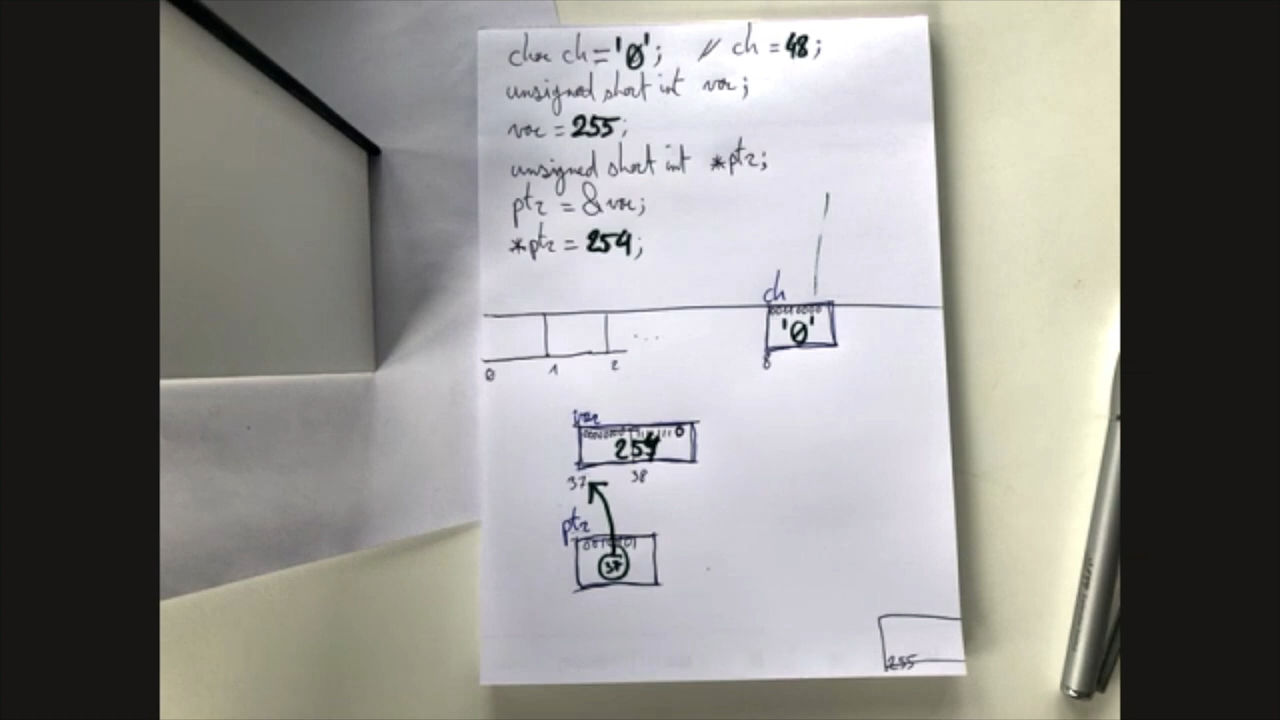 char ch = '0'; // ch = 48;
unsigned short int var;
var = 255;
unsigned short int *ptr;
ptr = &var;
*ptr = 254;
ch
00110000
'0'
0 1 2 ...
8
var
254
37 38
ptr
37
255